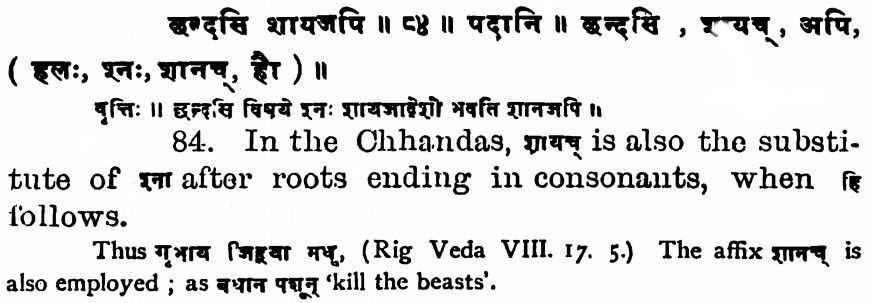 छन्दसि शायजपि ॥ ८४ ॥ पदानि ॥ छन्दसि , शायच् , अपि,
( हलः, श्नः, शानच्, हौ ) ॥
वृत्तिः ॥ छन्दसि विषये श्नः शायजादेशो भवति शानजपि ॥
84. In the Chhandas, शायच् is also the substi-
tute of श्ना after roots ending in consonants, when हि
follows.
Thus गृभाय जिह्वया मधु, (Rig Veda VIII. 17. 5.) The affix शानच् is
also employed ; as बधान पशून् 'kill the beasts'.